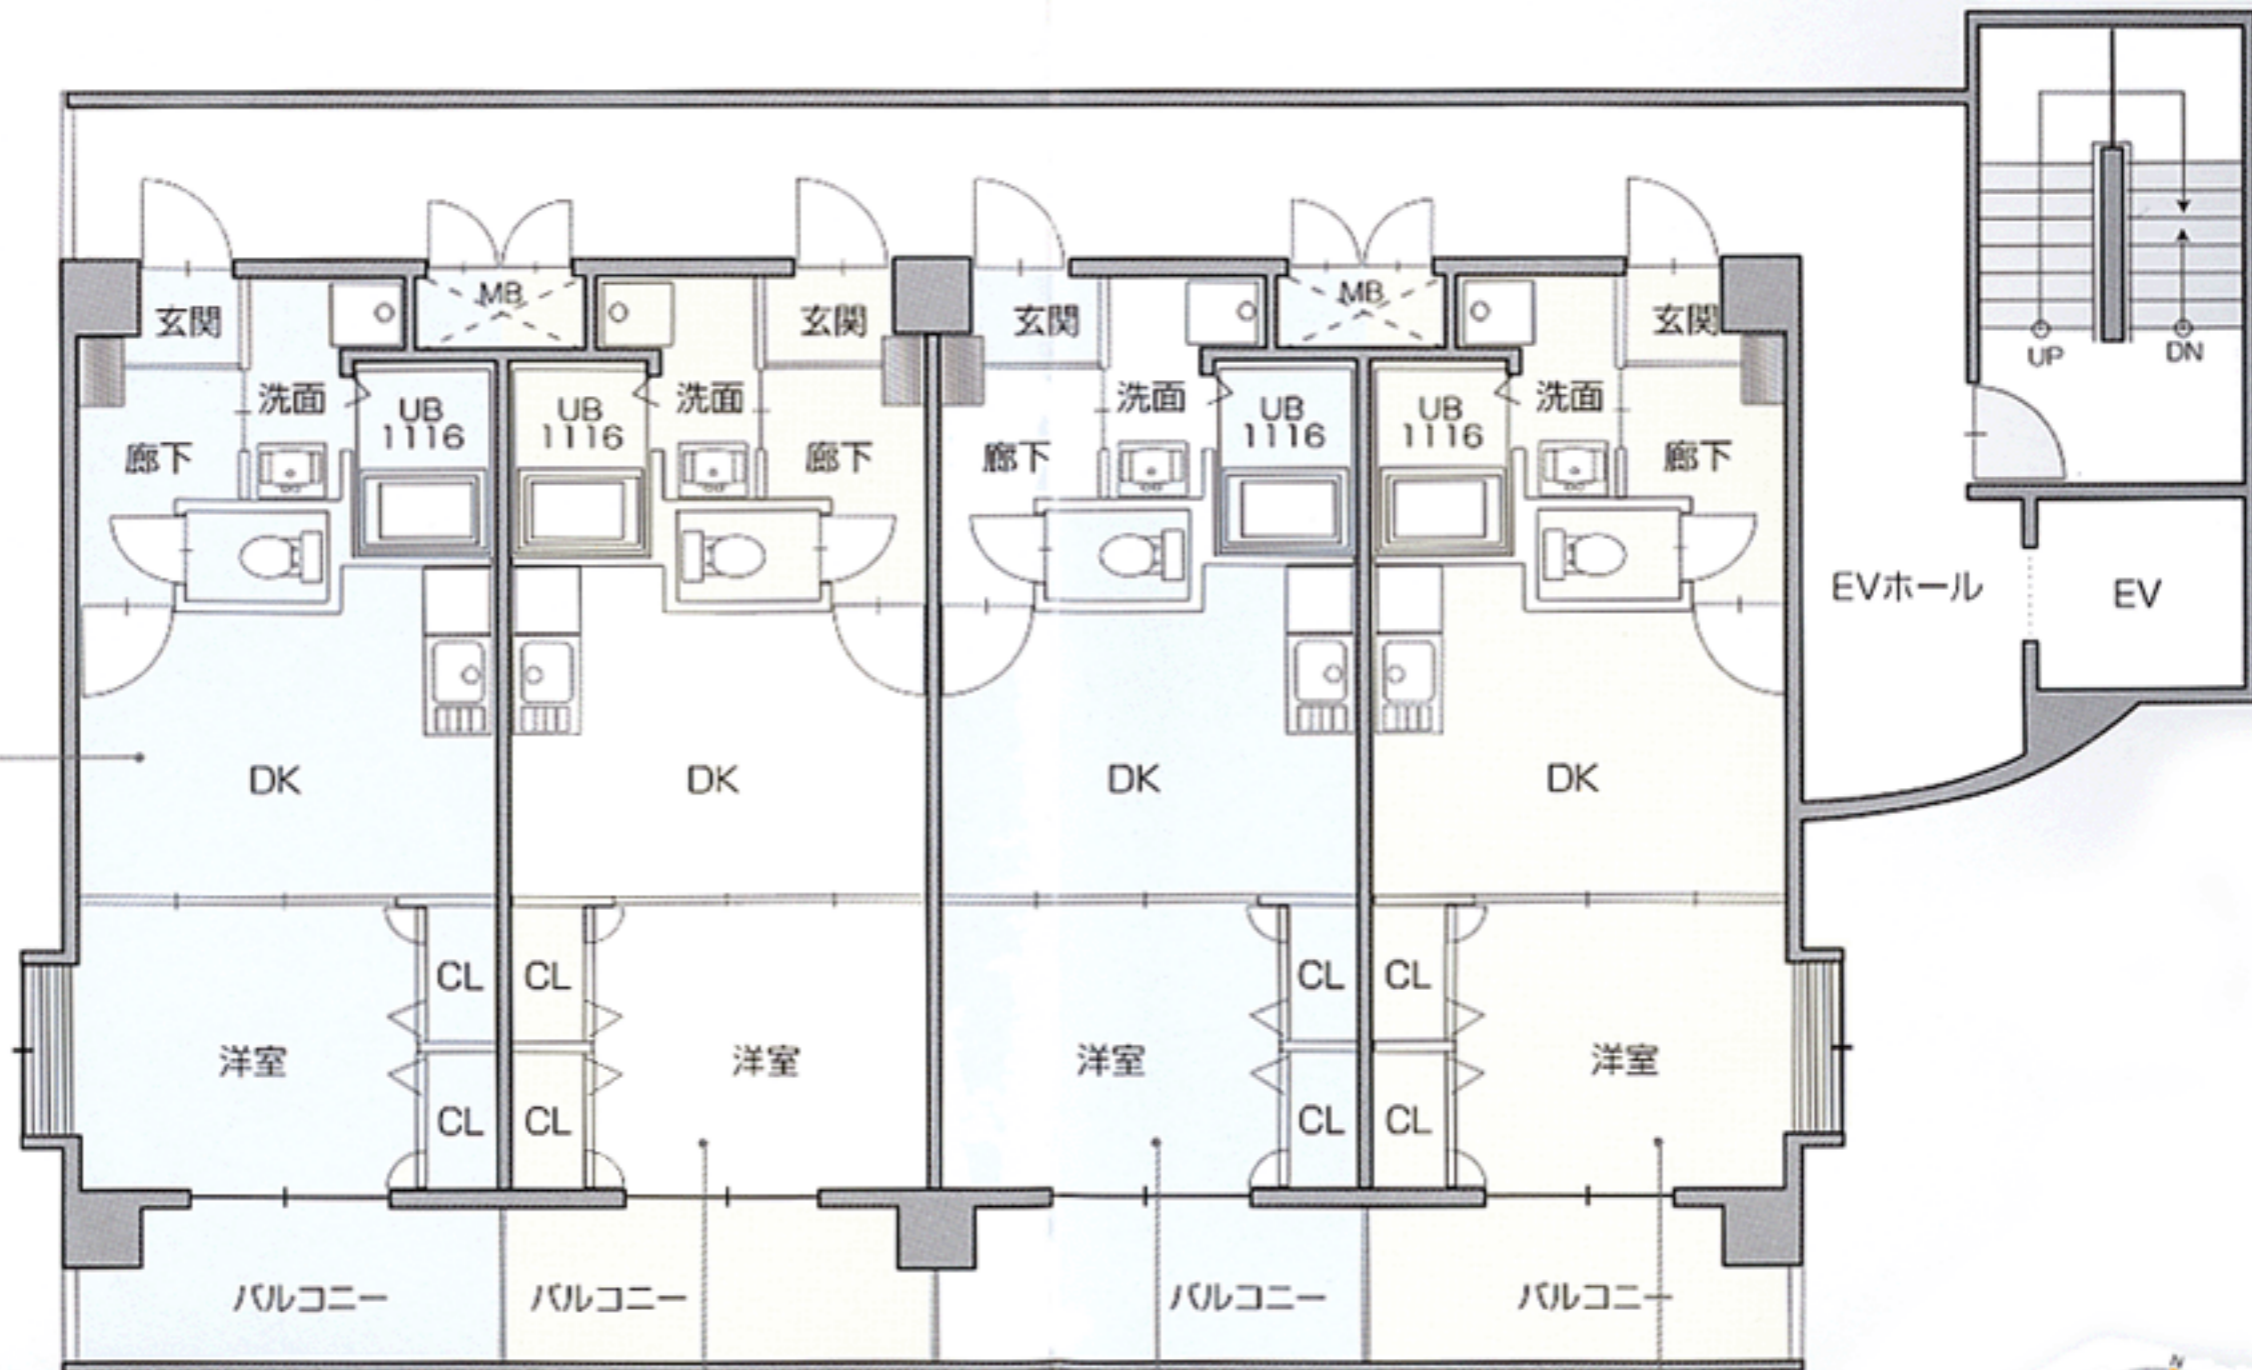 MB
MB
玄関
玄関
玄関
玄関
UP
DN
洗面
UB
1116
UB
1116
洗面
洗面
UB
1116
UB
1116
洗面
廊下
廊下
廊下
廊下
EVホール
EV
DK
DK
DK
DK
CL
CL
CL
CL
洋室
洋室
洋室
洋室
CL
CL
CL
CL
バルコニー
バルコニー
バルコニー
バルコニー
N